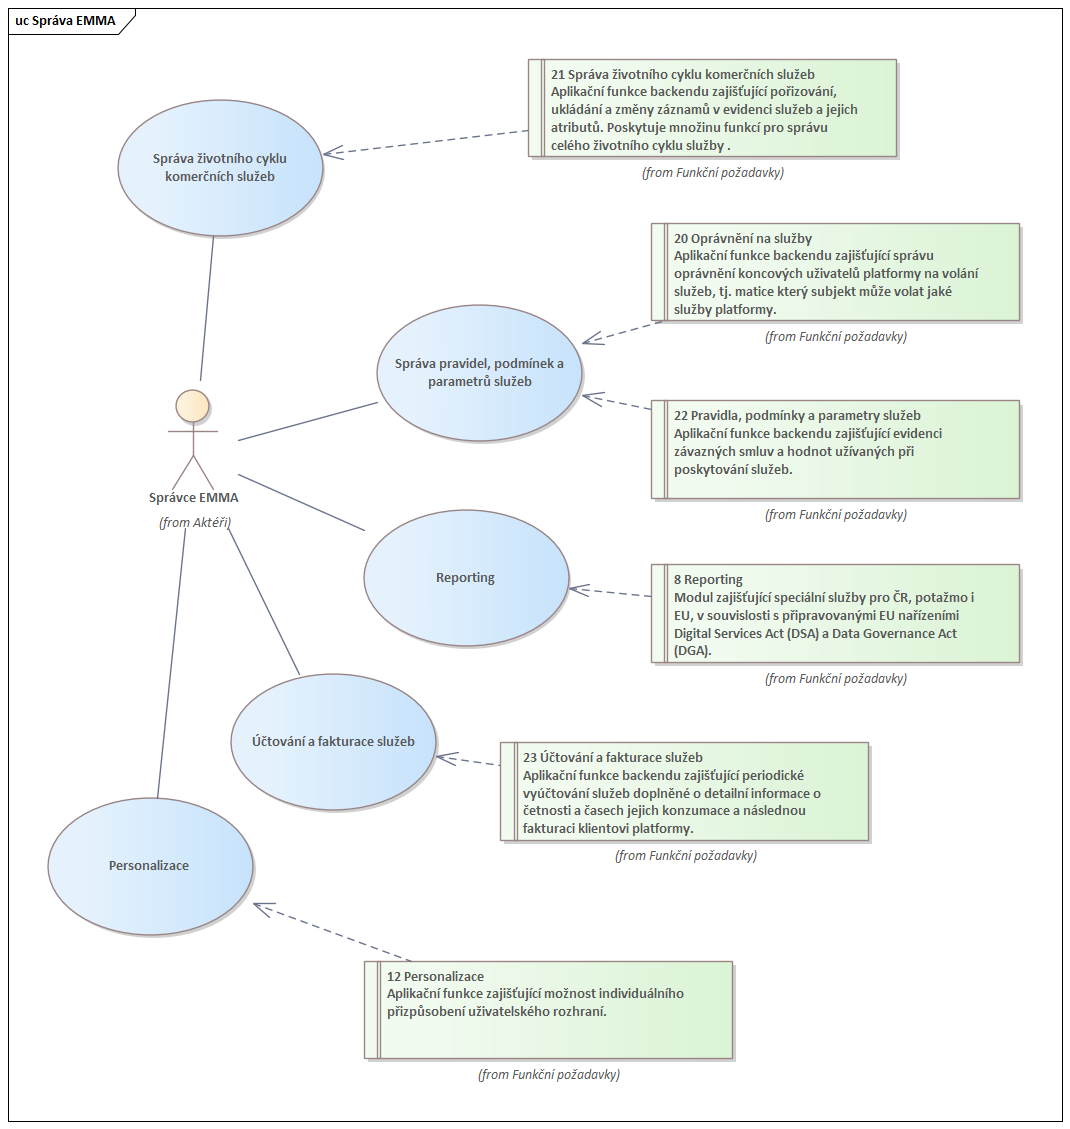 uc Správa EMMA
21 Správa životního cyklu komerčních služeb
Aplikační funkce backendu zajišťující pořizování,
ukládání a změny záznamů v evidenci služeb a jejich
atributů. Poskytuje množinu funkcí pro správu
celého životního cyklu služby .
(from Funkční požadavky)
Správa životního cyklu
komerčních služeb
20 Oprávnění na služby
Aplikační funkce backendu zajišťující správu
oprávnění koncových uživatelů platformy na volání
služeb, tj. matice který subjekt může volat jaké
služby platformy.
(from Funkční požadavky)
Správa pravidel, podmínek a
parametrů služeb
22 Pravidla, podmínky a parametry služeb
Aplikační funkce backendu zajišťující evidenci
závazných smluv a hodnot užívaných při
poskytování služeb.
(from Funkční požadavky)
Správce EMMA
(from Aktéři)
Reporting
8 Reporting
Modul zajišťující speciální služby pro ČR, potažmo i
EU, v souvislosti s připravovanými EU nařízeními
Digital Services Act (DSA) a Data Governance Act
(DGA).
(from Funkční požadavky)
Účtování a fakturace služeb
23 Účtování a fakturace služeb
Aplikační funkce backendu zajišťující periodické
vyúčtování služeb doplněné o detailní informace o
četnosti a časech jejich konzumace a následnou
fakturaci klientovi platformy.
(from Funkční požadavky)
Personalizace
12 Personalizace
Aplikační funkce zajišťující možnost individuálního
přizpůsobení uživatelského rozhraní.
(from Funkční požadavky)